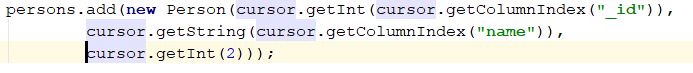 persons.add(new Person(cursor.getInt(cursor.getColumnIndex("_id")),
cursor.getString(cursor.getColumnIndex("name")),
cursor.getInt(2)));